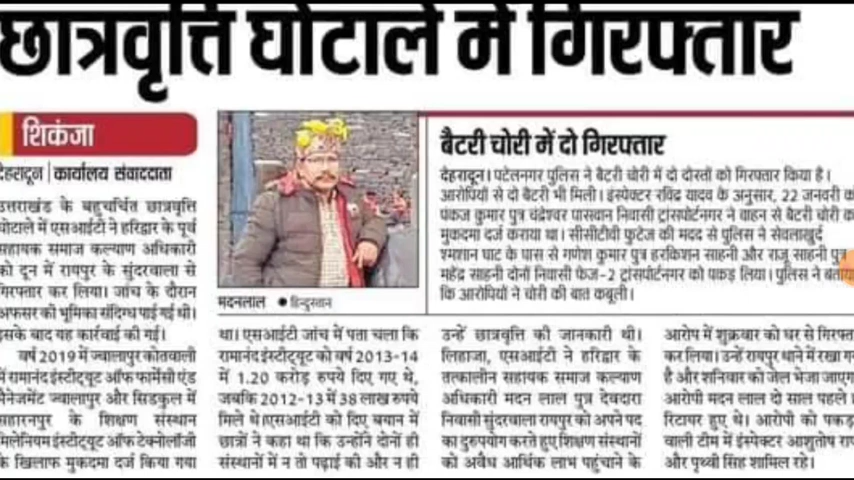 छात्रवृत्ति घोटाले में गिरफ्तार
शिकंजा
देहरादून | कार्यालय संवाददाता
उत्तराखंड के बहुचर्चित छात्रवृत्ति
घोटाले में एसआईटी ने हरिद्वार के पूर्व
सहायक समाज कल्याण अधिकारी
को दून में रायपुर के सुंदरवाला से
गिरफ्तार कर लिया। जांच के दौरान
अफसर की भूमिका संदिग्ध पाई गई थी।
इसके बाद यह कार्रवाई की गई।
वर्ष 2019 में ज्वालापुर कोतवाली
में रामानंद इंस्टीट्यूट ऑफ फार्मेसी एंड
मैनेजमेंट ज्वालापुर और सिडकुल में
सहारनपुर के शिक्षण संस्थान
मिलेनियम इंस्टीट्यूट ऑफ टेक्नोलॉजी
के खिलाफ मुकदमा दर्ज किया गया
मदनलाल ● हिन्दुस्तान
था। एसआईटी जांच में पता चला कि
रामानंद इंस्टीट्यूट को वर्ष 2013-14
में 1.20 करोड़ रुपये दिए गए थे,
जबकि 2012-13 में 38 लाख रुपये
मिले थे।एसआईटी को दिए बयान में
छात्रों ने कहा था कि उन्होंने दोनों ही
संस्थानों में न तो पढ़ाई की और न ही
उन्हें छात्रवृत्ति की जानकारी थी।
लिहाजा, एसआईटी ने हरिद्वार के
तत्कालीन सहायक समाज कल्याण
अधिकारी मदन लाल पुत्र देवदारा
निवासी सुंदरवाला रायपुर को अपने पद
का दुरुपयोग करते हुए शिक्षण संस्थानों
को अवैध आर्थिक लाभ पहुंचाने के
आरोप में शुक्रवार को घर से गिरफ्त
कर लिया। उन्हें रायपुर थाने में रखा ग
है और शनिवार को जेल भेजा जाएग
आरोपी मदन लाल दो साल पहले
रिटायर हुए थे। आरोपी को पकड़
वाली टीम में इंस्पेक्टर आशुतोष रा
और पृथ्वी सिंह शामिल रहे।
बैटरी चोरी में दो गिरफ्तार
देहरादून। पटेलनगर पुलिस ने बैटरी चोरी में दो दोस्तों को गिरफ्तार किया है।
आरोपियों से दो बैटरी भी मिली। इंस्पेक्टर रविंद्र यादव के अनुसार, 22 जनवरी को
पंकज कुमार पुत्र चंद्रेश्वर पासवान निवासी ट्रांसपोर्टनगर ने वाहन से बैटरी चोरी क
मुकदमा दर्ज कराया था। सीसीटीवी फुटेज की मदद से पुलिस ने सेवलाखुर्द
श्मशान घाट के पास से गणेश कुमार पुत्र हरकिशन साहनी और राजू साहनी पुत्र
महेंद्र साहनी दोनों निवासी फेज-2 ट्रांसपोर्टनगर को पकड़ लिया। पुलिस ने बताया
कि आरोपियों ने चोरी की बात कबूली।